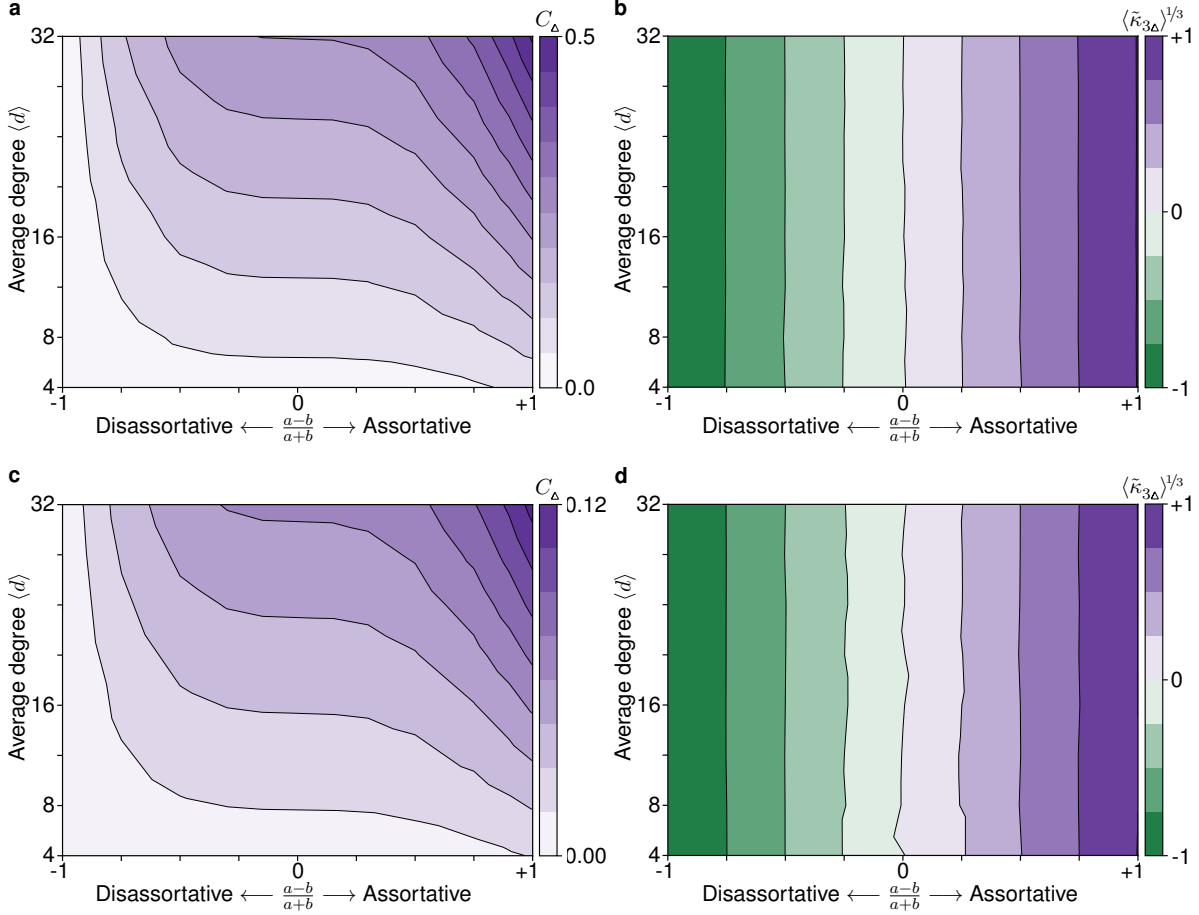 a
C△
32
0.5
16
8
4
0.0
Average degree ⟨d⟩
-1
0
+1
Disassortative ⟵ a−b/a+b ⟶ Assortative
b
⟨κ̃3△⟩1/3
32
+1
16
0
8
4
-1
Average degree ⟨d⟩
-1
0
+1
Disassortative ⟵ a−b/a+b ⟶ Assortative
c
C△
32
0.12
16
8
4
0.00
Average degree ⟨d⟩
-1
0
+1
Disassortative ⟵ a−b/a+b ⟶ Assortative
d
⟨κ̃3△⟩1/3
32
+1
16
0
8
4
-1
Average degree ⟨d⟩
-1
0
+1
Disassortative ⟵ a−b/a+b ⟶ Assortative